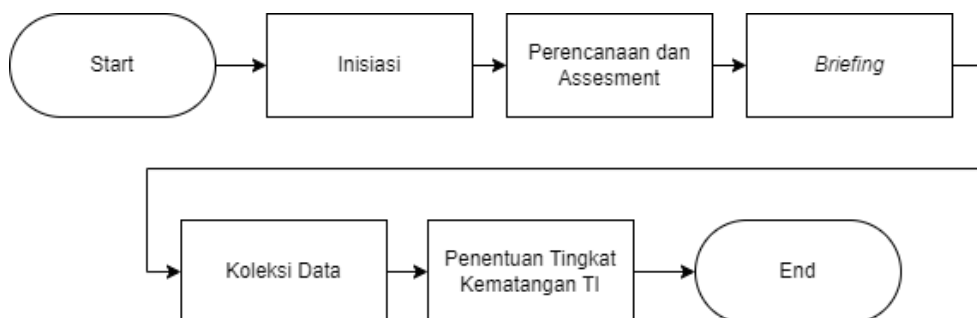 Start
Inisiasi
Perencanaan dan
Assesment
Briefing
Koleksi Data
Penentuan Tingkat
Kematangan TI
End